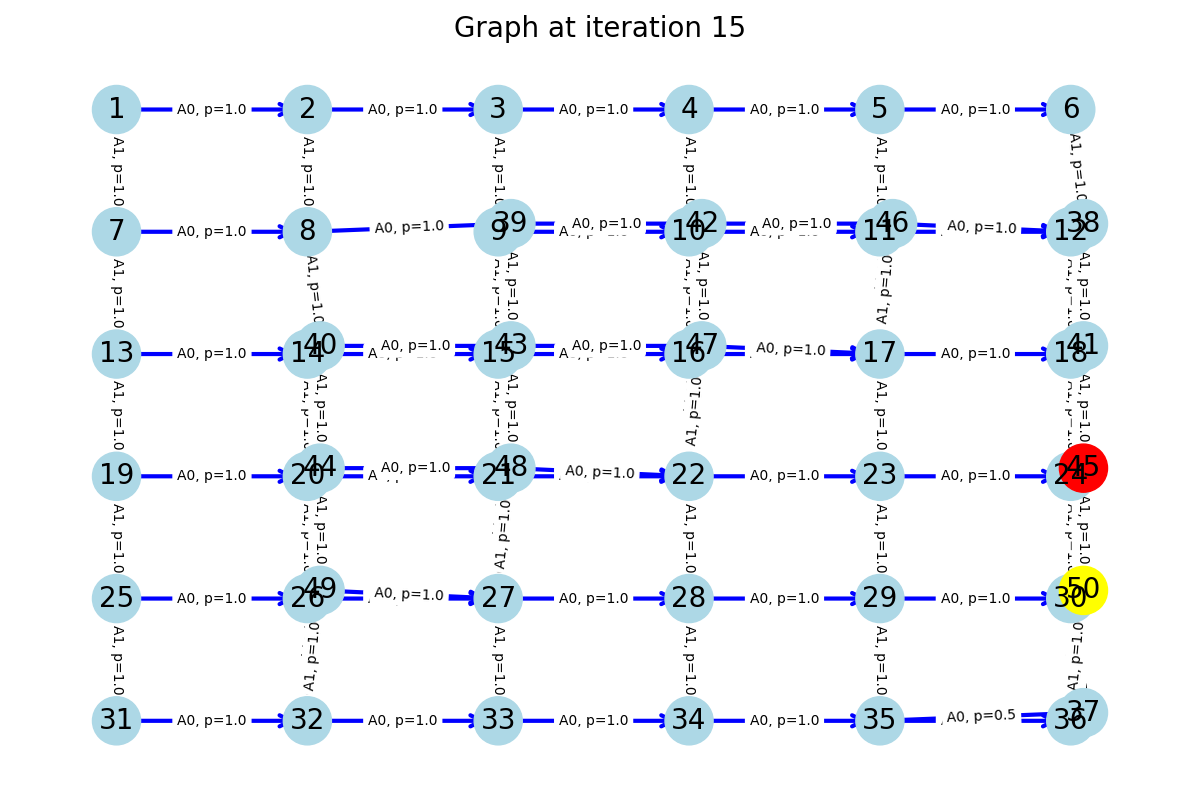 Graph at iteration 15
1 A0, p=1.0 2 A0, p=1.0 3 A0, p=1.0 4 A0, p=1.0 5 A0, p=1.0 6
A1, p=1.0 A1, p=1.0 A1, p=1.0 A1, p=1.0 A1, p=1.0 A1, p=1.0
7 A0, p=1.0 8 A0, p=1.0 9 39 A0, p=1.0 10 42 A0, p=1.0 11 46 A0, p=1.0 12 38
A1, p=1.0 A1, p=1.0 A1, p=1.0 A1, p=1.0 A1, p=1.0 A1, p=1.0
13 A0, p=1.0 14 40 A0, p=1.0 15 43 A0, p=1.0 16 47 A0, p=1.0 17 A0, p=1.0 18 41
A1, p=1.0 A1, p=1.0 A1, p=1.0 A1, p=1.0 A1, p=1.0 A1, p=1.0
19 A0, p=1.0 20 44 A0, p=1.0 21 48 A0, p=1.0 22 A0, p=1.0 23 A0, p=1.0 24 45
A1, p=1.0 A1, p=1.0 A1, p=1.0 A1, p=1.0 A1, p=1.0 A1, p=1.0
25 A0, p=1.0 26 49 A0, p=1.0 27 A0, p=1.0 28 A0, p=1.0 29 A0, p=1.0 30 50
A1, p=1.0 A1, p=1.0 A1, p=1.0 A1, p=1.0 A1, p=1.0 A1, p=1.0
31 A0, p=1.0 32 A0, p=1.0 33 A0, p=1.0 34 A0, p=1.0 35 A0, p=0.5 36 37